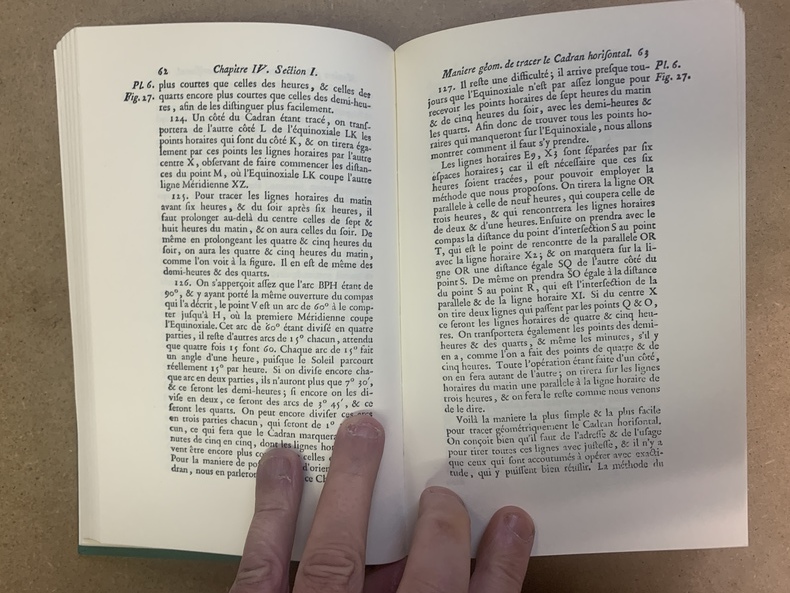 62 Chapitre IV. Section I.
Pl. 6. plus courtes que celles des heures, & celles des
Fig. 27. quarts encore plus courtes que celles des demi-heu-
res, afin de les distinguer plus facilement.
124. Un côté du Cadran étant tracé, on transf-
portera de l'autre côté L de l'équinoxiale LK les
points horaires qui sont du côté K, & on tirera éga-
lement par ces points les lignes horaires par l'autre
centre X, observant de faire commencer les distan-
ces du point M, où l'Equinoxiale LK coupe l'autre
ligne Méridienne XZ.
125. Pour tracer les lignes horaires du matin
avant six heures, & du soir après six heures, il
faut prolonger au-delà du centre celles de sept &
huit heures du matin, & on aura celles du soir. De
même en prolongeant les quatre & cinq heures du
soir, on aura les quatre & cinq heures du matin,
comme l'on voit à la figure. Il en est de même des
demi-heures & des quarts.
126. On s'apperçoit assez que l'arc BPH étant de
90°, & y ayant porté la même ouverture du compas
qui l'a décrit, le point V est un arc de 60° à le comp-
ter jusqu'à H, où la premiere Méridienne coupe
l'Equinoxiale. Cet arc de 60° étant divisé en quatre
parties, il reste d'autres arcs de 15° chacun, attendu
que quatre fois 15 font 60. Chaque arc de 15° fait
un angle d'une heure, puisque le Soleil parcourt
réellement 15° par heure. Si on divise encore cha-
que arc en deux parties, ils n'auront plus que 7° 30',
& ce seront les demi-heures; si encore on les di-
vise en deux, ce seront des arcs de 3° 45', & ce
seront les quarts. On peut encore diviser ces arcs
en trois parties chacun, qui seront de 1°
cun, ce qui fera que le Cadran marquera
nutes de cinq en cinq, dont les lignes
vent être encore plus celles
Pour la maniere de d'orien
dran, nous en parleron ce Ch
Maniere géom. de tracer le Cadran horisontal. 63
127. Il reste une difficulté; il arrive presque tou- Pl. 6.
jours que l'Equinoxiale n'est par assez longue pour Fig. 27.
recevoir les points horaires de sept heures du matin
& de cinq heures du soir, avec les demi-heures &
les quarts. Afin donc de trouver tous les points ho-
raires qui manqueront sur l'Equinoxiale, nous allons
montrer comment il faut s'y prendre.
Les lignes horaires E9, X3 sont séparées par six
espaces horaires; car il est nécessaire que ces six
heures soient tracées, pour pouvoir employer la
méthode que nous proposons. On tirera la ligne OR
parallele à celle de neuf heures, qui coupera celle de
trois heures, & qui rencontrera les lignes horaires
de deux & d'une heures. Ensuite on prendra avec le
compas la distance du point d'intersection S au point
T, qui est le point de rencontre de la parallele OR
avec la ligne horaire X2; & on marquera sur la li-
gne OR une distance égale SQ de l'autre côté du
point S. De même on prendra SO égale à la distance
du point S au point R, qui est l'intersection de la
parallele & de la ligne horaire XI. Si du centre X
on tire deux lignes qui passent par les points Q & O,
ce seront les lignes horaires de quatre & cinq heu-
res. On transportera également les points des demi-
heures & des quarts, & même les minutes, s'il y
en a, comme l'on a fait des points de quatre & de
cinq heures. Toute l'opération étant faite d'un côté,
on en fera autant de l'autre; on tirera sur les lignes
horaires du matin une parallele à la ligne horaire de
trois heures, & on fera le reste comme nous venons
de le dire.
Voilà la maniere la plus simple & la plus facile
pour tracer géometriquement le Cadran horisontal.
On conçoit bien qu'il faut de l'adresse & de l'usage
pour tirer toutes ces lignes avec justesse, & il n'y a
que ceux qui sont accoutumés à opérer avec exacti-
tude, qui y puissent bien réussir. La méthode du